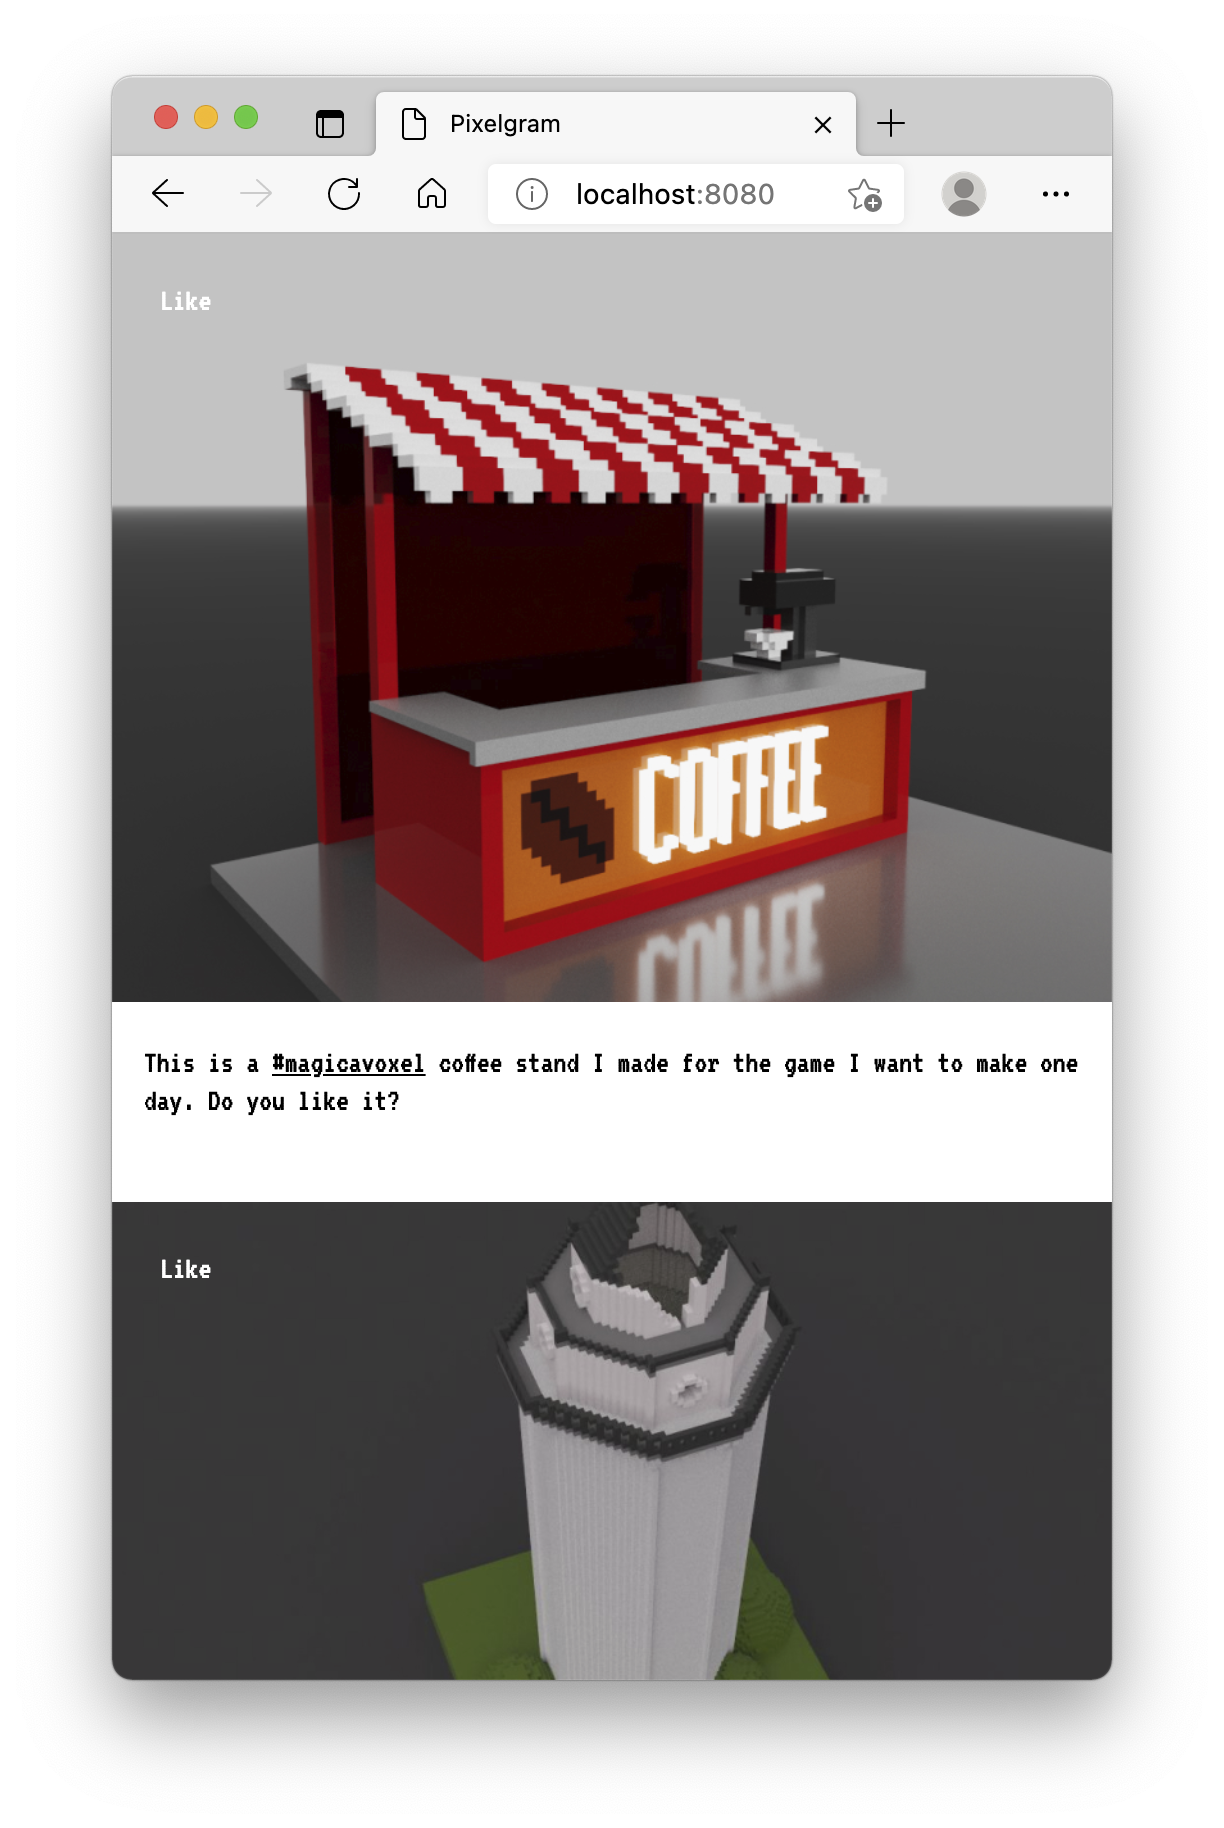 Pixelgram
localhost:8080
Like
COFFEE
This is a #magicavoxel coffee stand I made for the game I want to make one
day. Do you like it?
Like